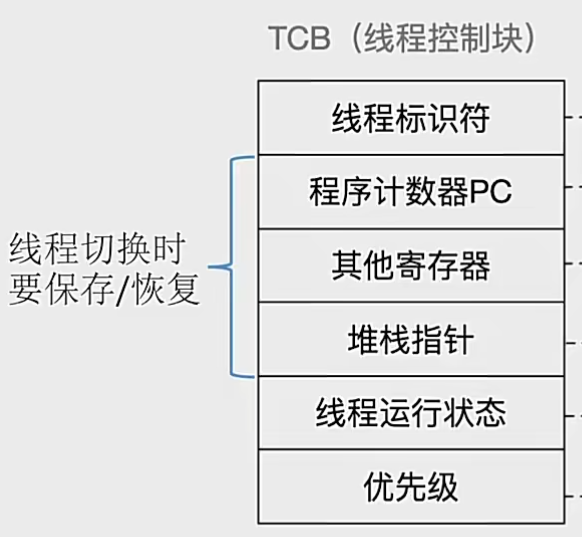 TCB（线程控制块）
线程标识符
程序计数器PC
线程切换时
要保存/恢复
其他寄存器
堆栈指针
线程运行状态
优先级